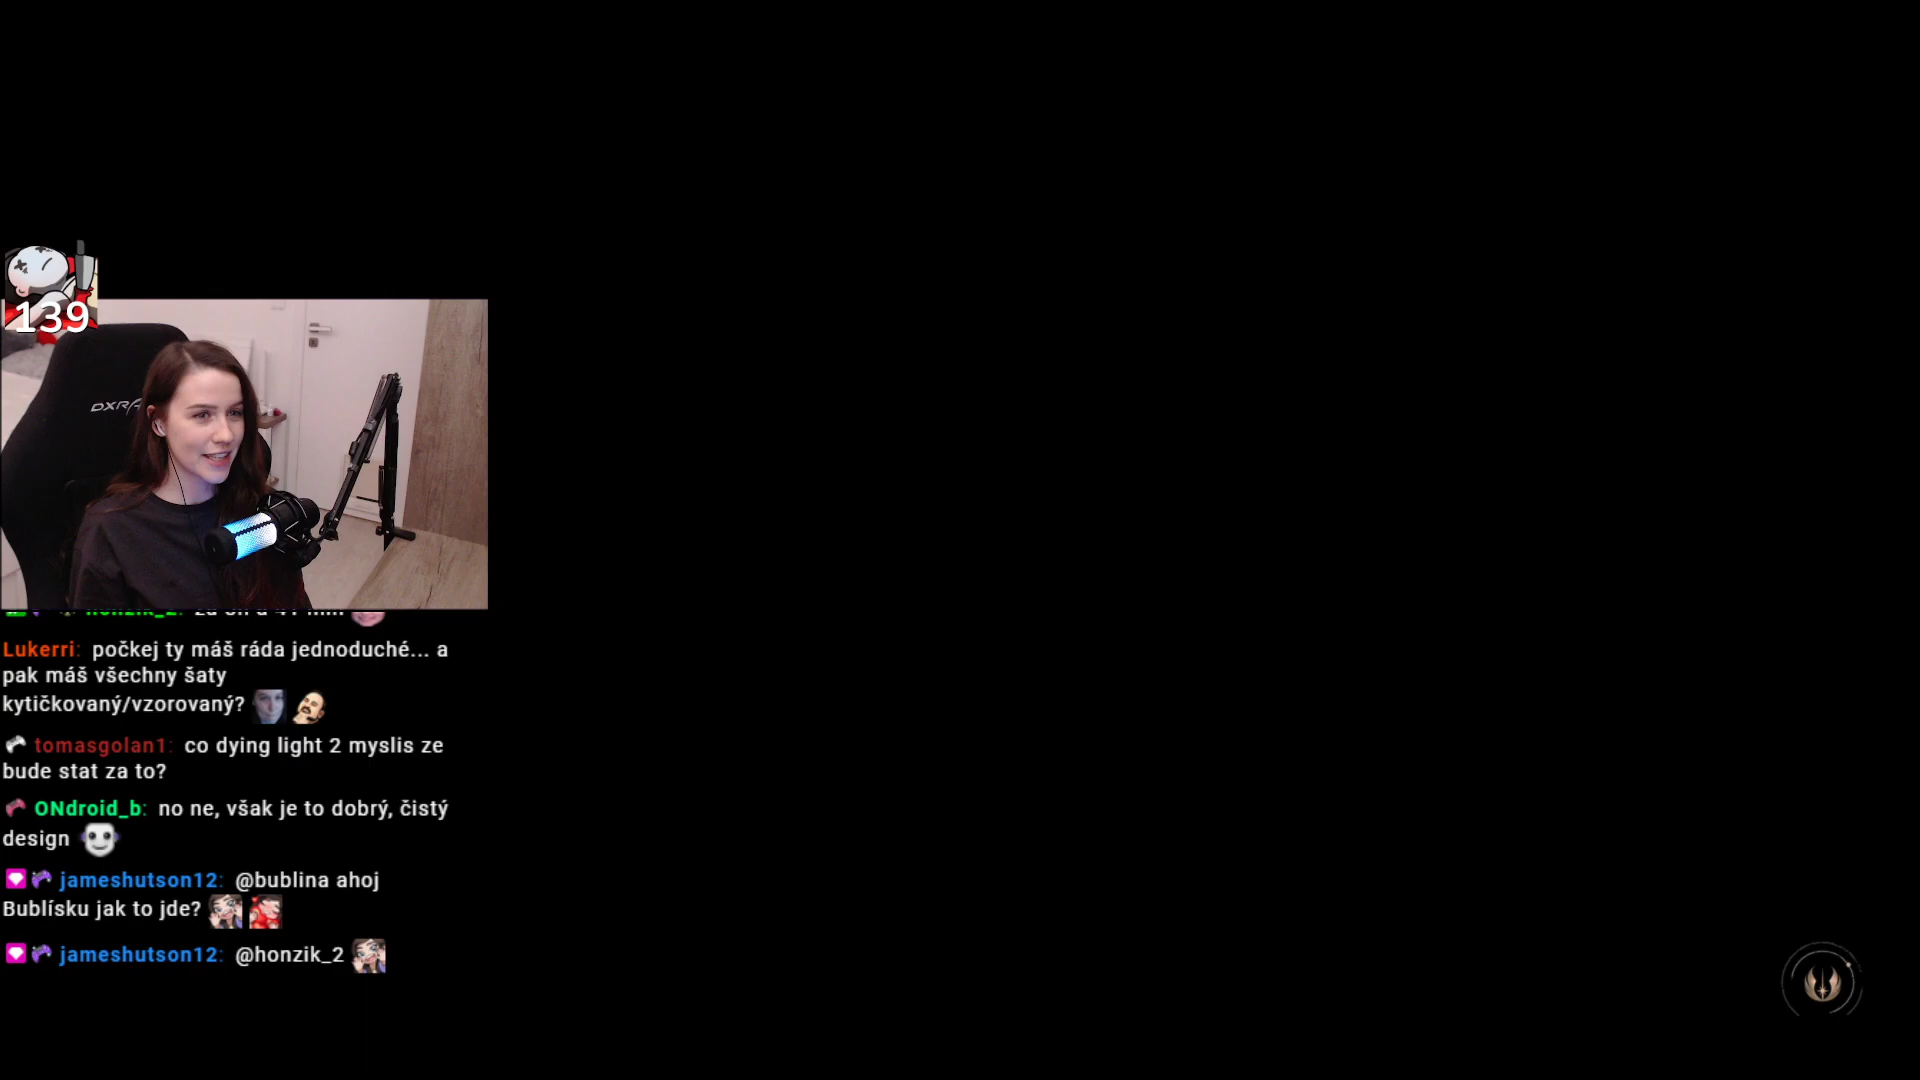 139
DXRA
honzik_2:
Lukerri: počkej ty máš ráda jednoduché... a
pak máš všechny šaty
kytičkovaný/vzorovaný?
tomasgolan1: co dying light 2 myslis ze
bude stat za to?
ONdroid_b: no ne, však je to dobrý, čistý
design
jameshutson12: @bublina ahoj
Bublísku jak to jde?
jameshutson12: @honzik_2